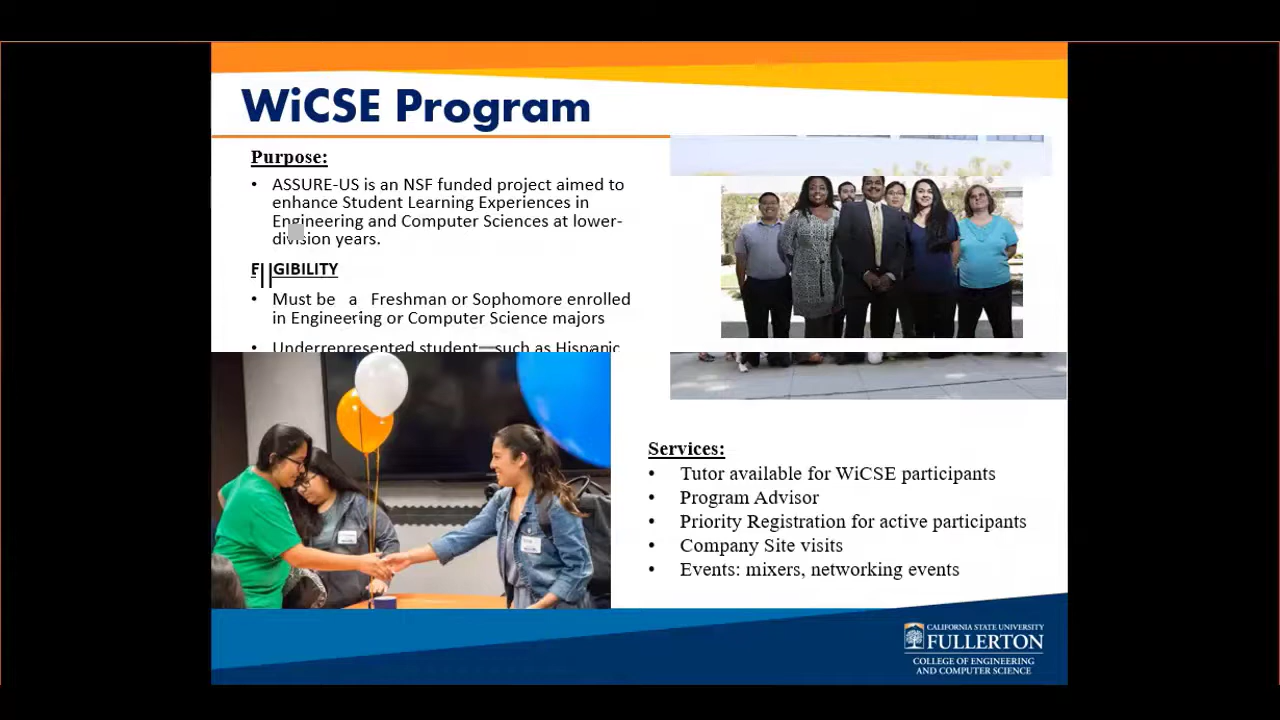 WiCSE Program
Purpose:
• ASSURE-US is an NSF funded project aimed to
enhance Student Learning Experiences in
Engineering and Computer Sciences at lower-
division years.
GIBILITY
• Must be a Freshman or Sophomore enrolled
in Engineering or Computer Science majors
• Underrepresented student such as Hispanic
Services:
• Tutor available for WiCSE participants
• Program Advisor
• Priority Registration for active participants
• Company Site visits
• Events: mixers, networking events
CALIFORNIA STATE UNIVERSITY
FULLERTON
COLLEGE OF ENGINEERING
AND COMPUTER SCIENCE